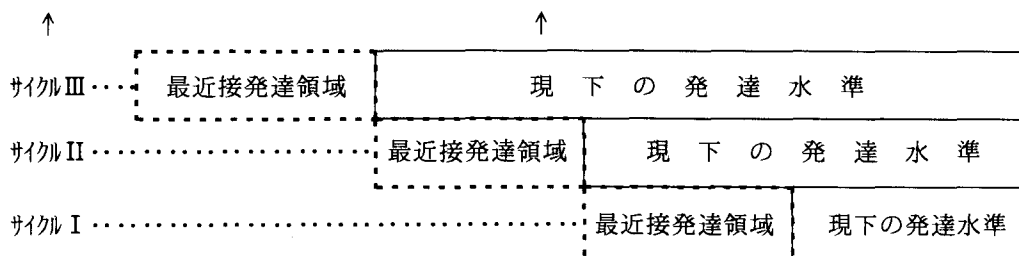 ↑ ↑
サイクルⅢ 最近接発達領域 現下の発達水準
サイクルⅡ 最近接発達領域 現下の発達水準
サイクルⅠ 最近接発達領域 現下の発達水準